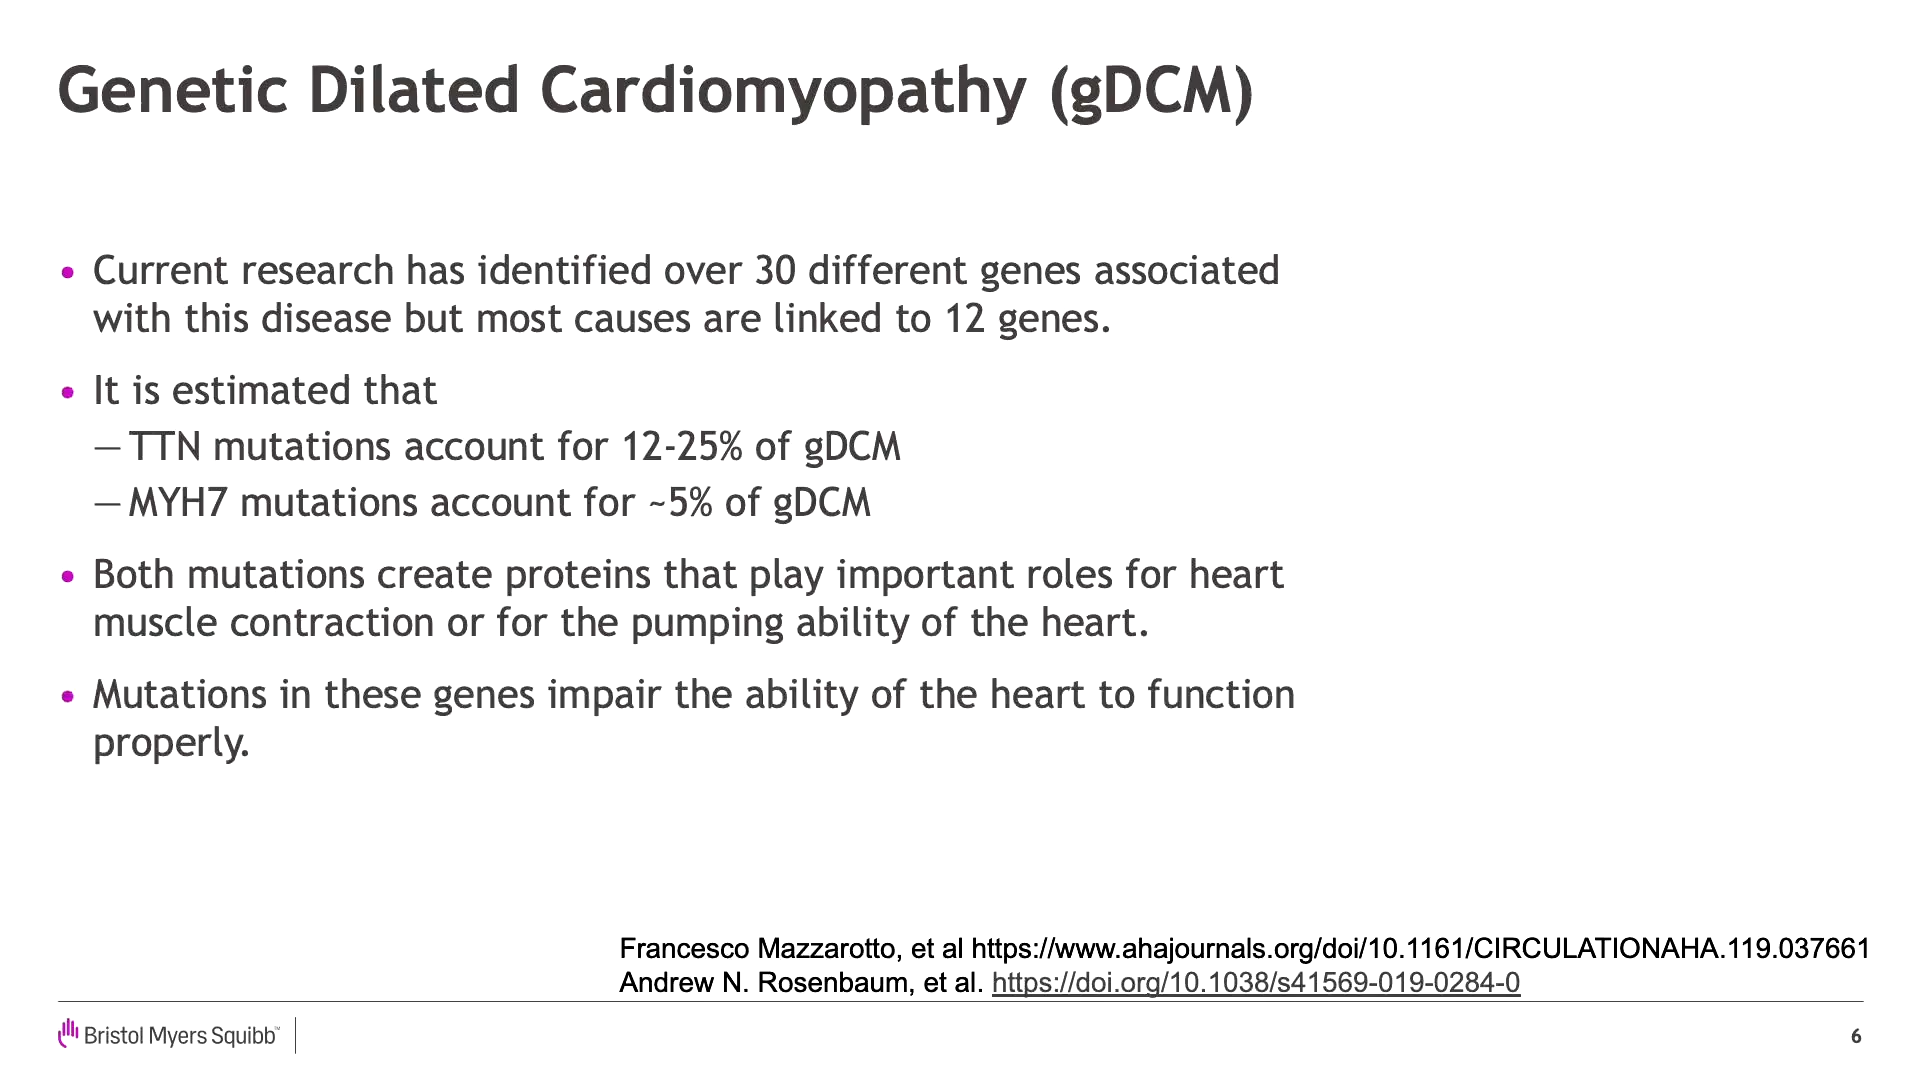 Genetic Dilated Cardiomyopathy (gDCM)
• Current research has identified over 30 different genes associated
with this disease but most causes are linked to 12 genes.
• It is estimated that
— TTN mutations account for 12-25% of gDCM
— MYH7 mutations account for ~5% of gDCM
• Both mutations create proteins that play important roles for heart
muscle contraction or for the pumping ability of the heart.
• Mutations in these genes impair the ability of the heart to function
properly.
Francesco Mazzarotto, et al https://www.ahajournals.org/doi/10.1161/CIRCULATIONAHA.119.037661
Andrew N. Rosenbaum, et al. https://doi.org/10.1038/s41569-019-0284-0
Bristol Myers Squibb™
6